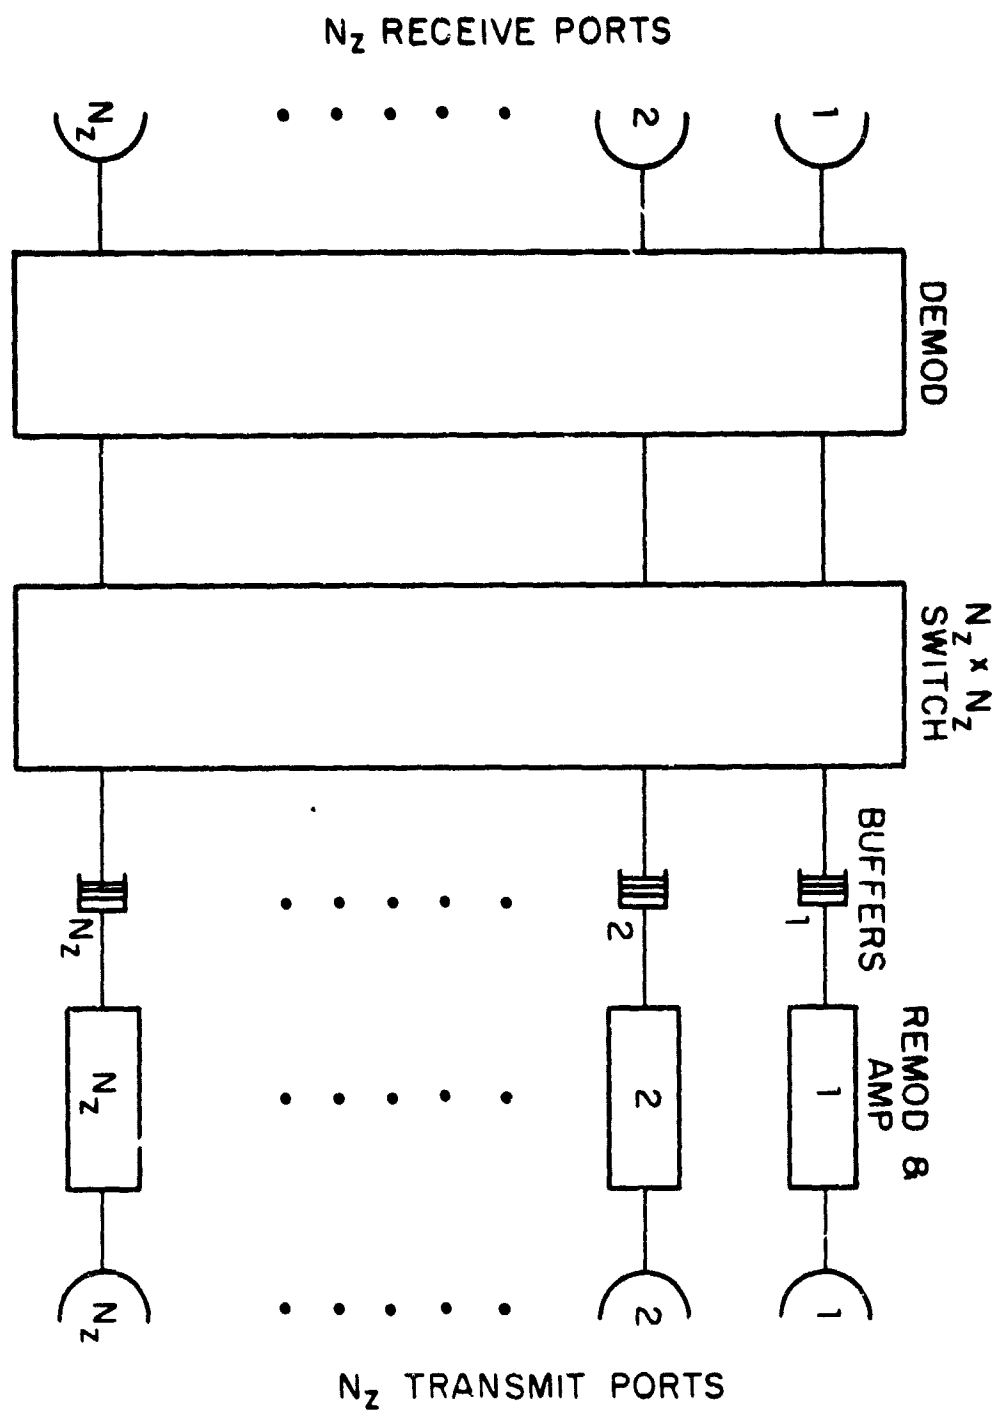 N_Z RECEIVE PORTS
1
2
N_Z
DEMOD
N_Z x N_Z
SWITCH
BUFFERS
1
2
N_Z
REMOD &
AMP
1
2
N_Z
1
2
N_Z
N_Z TRANSMIT PORTS